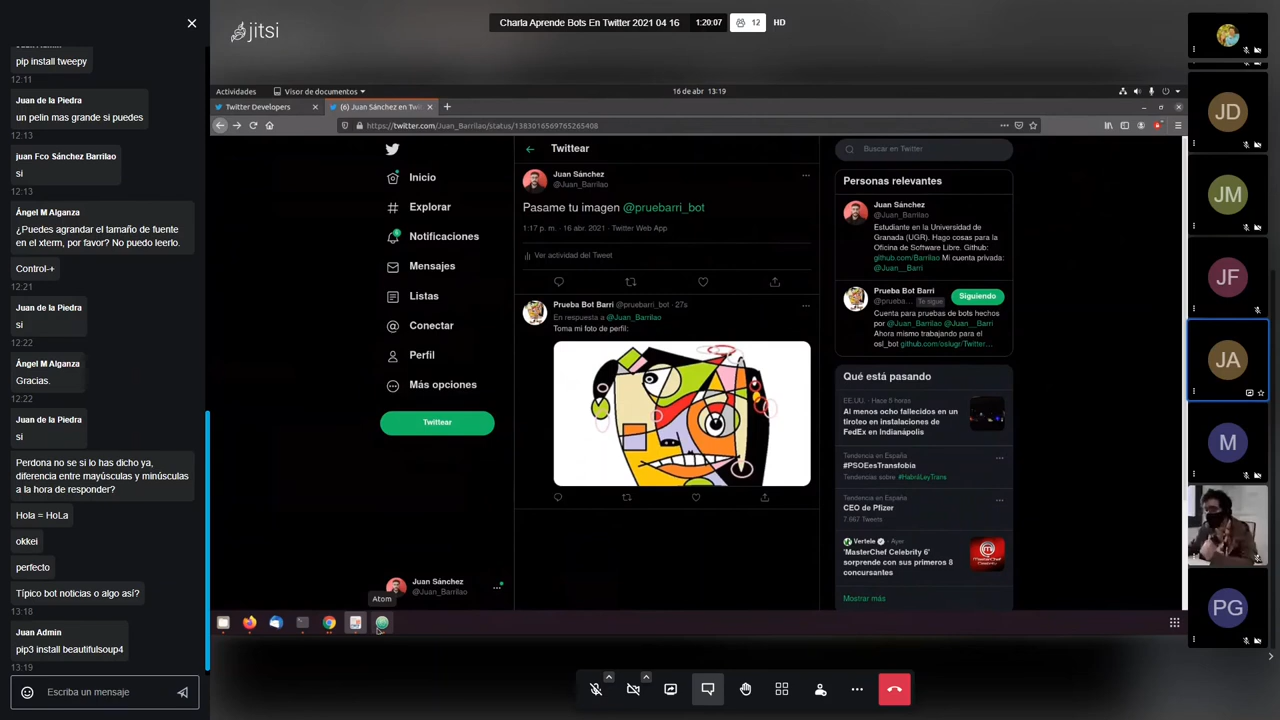 Juan Admin
pip install tweepy
12:11
Juan de la Piedra
un pelin mas grande si puedes
12:13
juan Fco Sánchez Barrilao
si
12:13
Ángel M Alganza
¿Puedes agrandar el tamaño de fuente
en el xterm, por favor? No puedo leerlo.
Control-+
12:21
Juan de la Piedra
si
12:22
Ángel M Alganza
Gracias.
12:22
Juan de la Piedra
si
Perdona no se si lo has dicho ya,
diferencia entre mayúsculas y minúsculas
a la hora de responder?
Hola = HoLa
okkei
perfecto
Típico bot noticias o algo así?
13:18
Juan Admin
pip3 install beautifulsoup4
13:19
Escriba un mensaje
jitsi
Charla Aprende Bots En Twitter 2021 04 16
1:20:07
12
HD
Actividades
Visor de documentos
16 de abr 13:19
Twitter Developers
(6) Juan Sánchez en Twi
https://twitter.com/Juan_Barrilao/status/1383016569765265408
Inicio
Explorar
Notificaciones
Mensajes
Listas
Conectar
Perfil
Más opciones
Twittear
Juan Sánchez
@Juan_Barrilao
Atom
Twittear
Juan Sánchez
@Juan_Barrilao
Pasame tu imagen @pruebarri_bot
1:17 p. m. · 16 abr. 2021 · Twitter Web App
Ver actividad del Tweet
Prueba Bot Barri @pruebarri_bot · 27s
En respuesta a @Juan_Barrilao
Toma mi foto de perfil:
Buscar en Twitter
Personas relevantes
Juan Sánchez
@Juan_Barrilao
Estudiante en la Universidad de
Granada (UGR). Hago cosas para la
Oficina de Software Libre. Github:
github.com/Barrilao Mi cuenta privada:
@Juan__Barri
Prueba Bot Barri
@prueba... Te sigue
Siguiendo
Cuenta para pruebas de bots hechos
por @Juan_Barrilao @Juan__Barri
Ahora mismo trabajando para el
osl_bot github.com/oslugr/Twitter...
Qué está pasando
EE.UU. · Hace 5 horas
Al menos ocho fallecidos en un
tiroteo en instalaciones de
FedEx en Indianápolis
Tendencia en España
#PSOEesTransfobia
Tendencias sobre #HabráLeyTrans
Tendencia en España
CEO de Pfizer
7.667 Tweets
Vertele · Ayer
'MasterChef Celebrity 6'
sorprende con sus primeros 8
concursantes
Mostrar más
JD
JM
JF
JA
M
PG